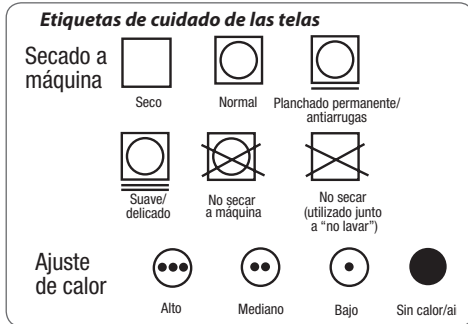 Etiquetas de cuidado de las telas
Secado a
máquina
Seco
Normal
Planchado permanente/
antiarrugas
Suave/
delicado
No secar
a máquina
No secar
(utilizado junto
a “no lavar”)
Ajuste
de calor
Alto
Mediano
Bajo
Sin calor/ai